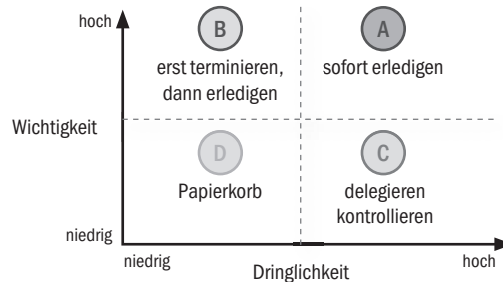 hoch
B
A
erst terminieren,
dann erledigen
sofort erledigen
Wichtigkeit
D
C
Papierkorb
delegieren
kontrollieren
niedrig
niedrig
Dringlichkeit
hoch